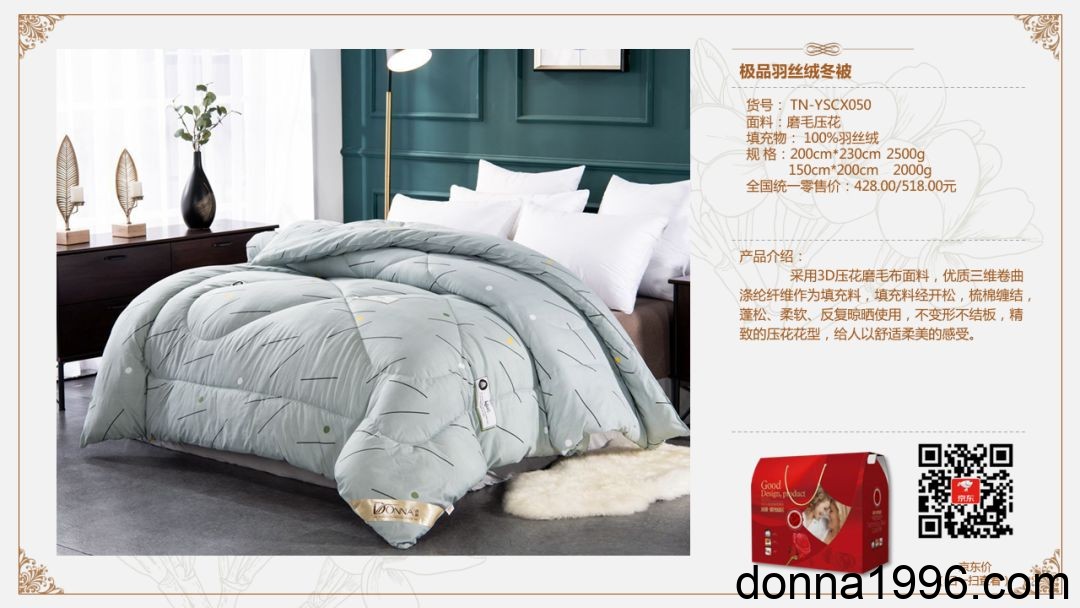 极品羽丝绒冬被
货号： TN-YSCX050
面料：磨毛压花
填充物： 100%羽丝绒
规 格：200cm*230cm 2500g
150cm*200cm 2000g
全国统一零售价：428.00/518.00元
产品介绍：
采用3D压花磨毛布面料，优质三维卷曲
涤纶纤维作为填充料，填充料经开松，梳棉缠结，
蓬松、柔软、反复晾晒使用，不变形不结板，精
致的压花花型，给人以舒适柔美的感受。
DONNA
Good
Design, product
京东
京东价
扫查看
donna1996.com